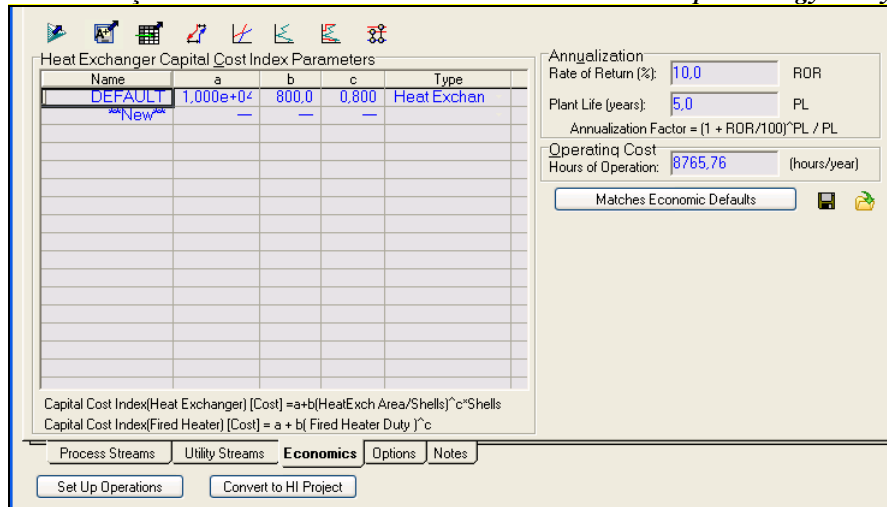 Heat Exchanger Capital Cost Index Parameters
Name a b c Type
DEFAULT 1,000e+04 800,0 0,800 Heat Exchan
**New** — — —
Capital Cost Index(Heat Exchanger) [Cost] =a+b(HeatExch Area/Shells)^c*Shells
Capital Cost Index(Fired Heater) [Cost] = a + b( Fired Heater Duty )^c
Annualization
Rate of Return (%): 10,0 ROR
Plant Life (years): 5,0 PL
Annualization Factor = (1 + ROR/100)^PL / PL
Operating Cost
Hours of Operation: 8765,76 (hours/year)
Matches Economic Defaults
Process Streams Utility Streams Economics Options Notes
Set Up Operations Convert to HI Project